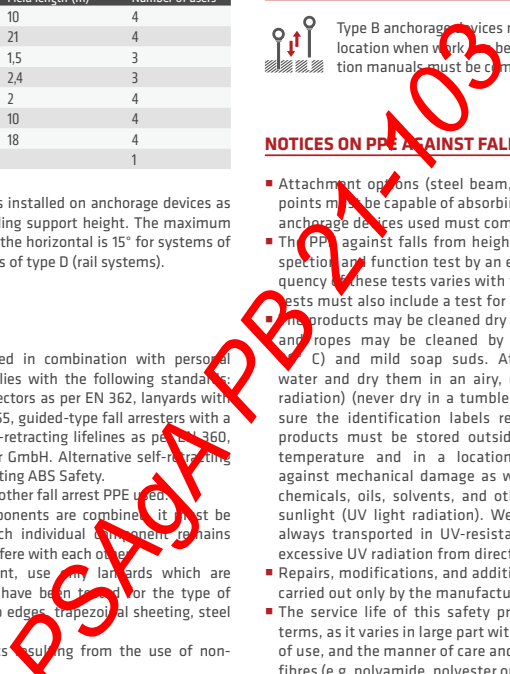 Field length (m) Number of users
10 4
21 4
1,5 3
2,4 3
2 4
10 4
18 4
1
s installed on anchorage devices as
ding support height. The maximum
the horizontal is 15° for systems of
s of type D (rail systems).
ed in combination with personal
lies with the following standards:
ectors as per EN 362, lanyards with
55, guided-type fall arresters with a
-retracting lifelines as per EN 360,
r GmbH. Alternative self-retracting
ting ABS Safety.
other fall arrest PPE used.
ponents are combined, it must be
ch individual component remains
fere with each other.
nt, use only lanyards which are
have been tested for the type of
o edges, trapezoidal sheeting, steel
ts resulting from the use of non-
Type B anchorage devices
location when work
tion manuals must be
NOTICES ON PPE AGAINST FALL
Attachment options (steel beam,
points must be capable of absorbin
anchorage devices used must com
The PPE against falls from heigh
spection and function test by an e
quency of these tests varies with
tests must also include a test for
The products may be cleaned dry
and ropes may be cleaned by
° C) and mild soap suds. Af
water and dry them in an airy,
radiation) (never dry in a tumble
sure the identification labels re
products must be stored outsid
temperature and in a location
against mechanical damage as w
chemicals, oils, solvents, and oth
sunlight (UV light radiation). We
always transported in UV-resista
excessive UV radiation from direct
Repairs, modifications, and additi
carried out only by the manufactu
The service life of this safety pr
terms, as it varies in large part wit
of use, and the manner of care and
fibres (e.g. polyamide, polyester or
PSAgA PB 21-103